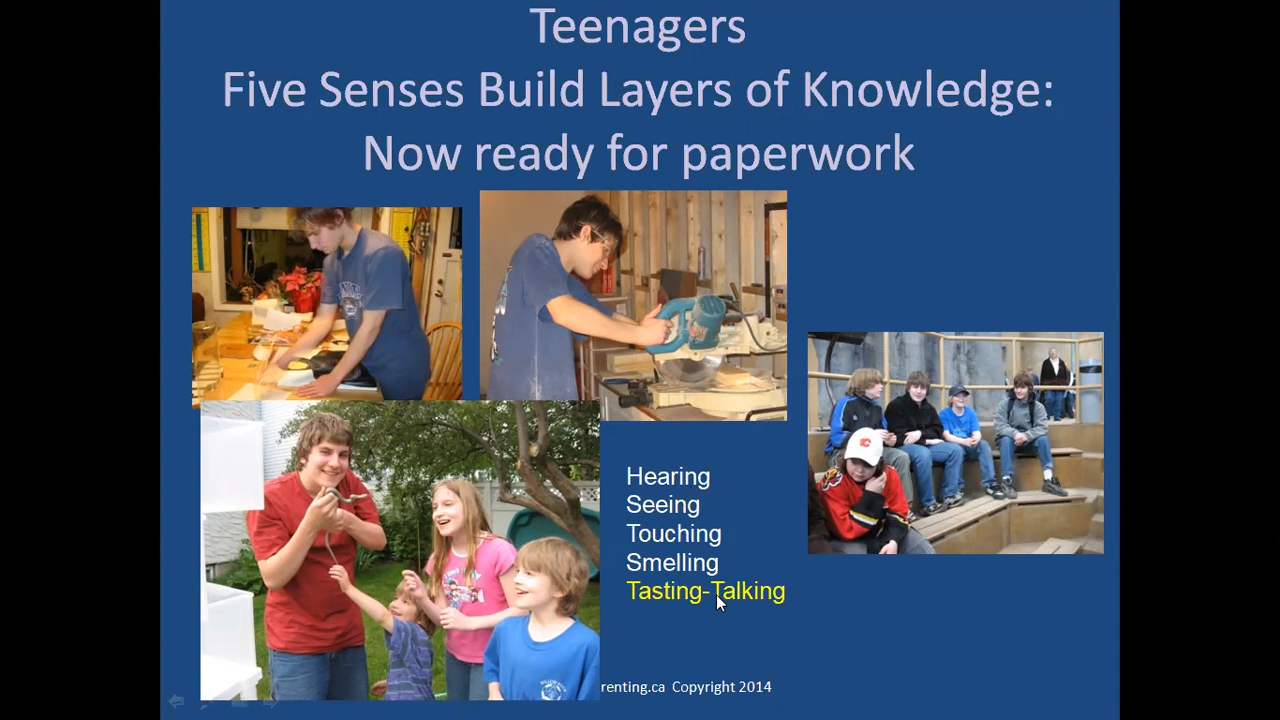 Teenagers
Five Senses Build Layers of Knowledge:
Now ready for paperwork
Hearing
Seeing
Touching
Smelling
Tasting-Talking
renting.ca Copyright 2014